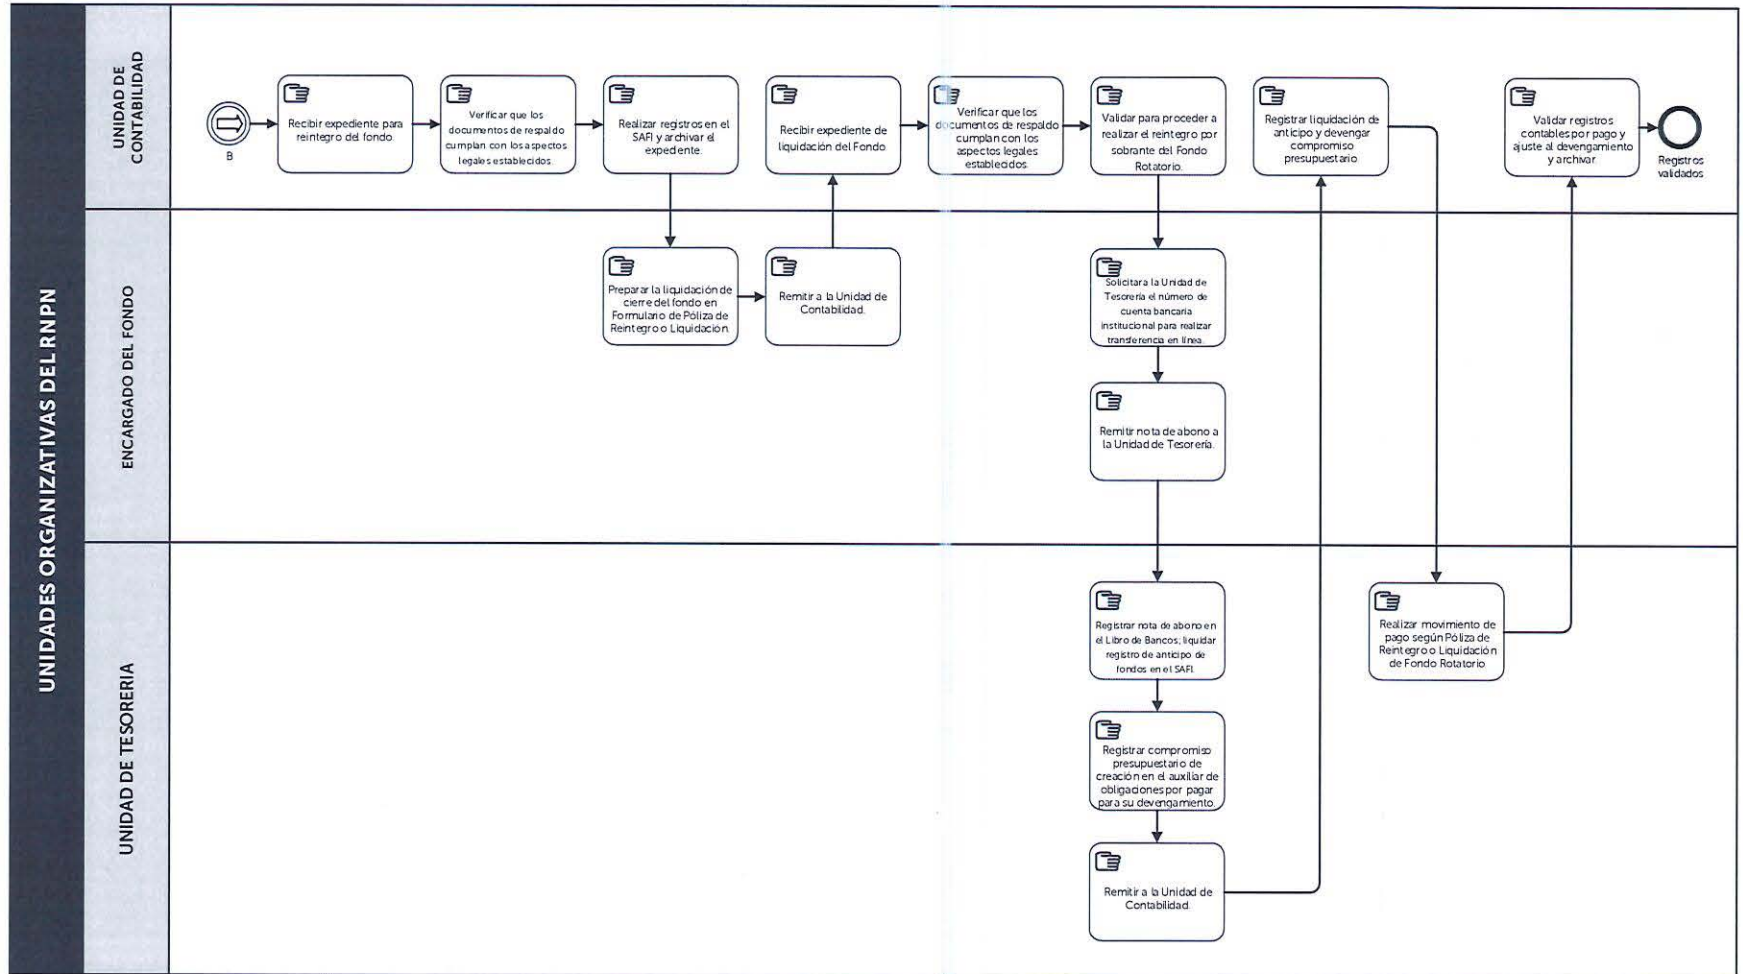 UNIDADES ORGANIZATIVAS DEL RNPN
UNIDAD DE
CONTABILIDAD
B
Recibir expediente para
reintegro del fondo.
Verificar que los
documentos de respaldo
cumplan con los aspectos
legales establecidos.
Realizar registros en el
SAFI y archivar el
expediente.
Recibir expediente de
liquidación del Fondo
Verificar que los
documentos de respaldo
cumplan con los
aspectos legales
establecidos.
Validar para proceder a
realizar el reintegro por
sobrante del Fondo
Rotatorio.
Registrar liquidación de
anticipo y devengar
compromiso
presupuestario
Validar registros
contables por pago y
ajuste al devengamiento
y archivar.
Registros
validados
ENCARGADO DEL FONDO
Preparar la liquidación de
cierre del fondo en
Formulario de Póliza de
Reintegro o Liquidación.
Remitir a la Unidad de
Contabilidad.
Solicitar a la Unidad de
Tesorería el número de
cuenta bancaria
institucional para realizar
transferencia en línea.
Remitir nota de abono a
la Unidad de Tesorería.
UNIDAD DE TESORERIA
Registrar nota de abono en
el Libro de Bancos; liquidar
registro de anticipo de
fondos en el SAFI.
Registrar compromiso
presupuestario de
creación en el auxiliar de
obligaciones por pagar
para su devengamiento.
Remitir a la Unidad de
Contabilidad.
Realizar movimiento de
pago según Póliza de
Reintegro o Liquidación
de Fondo Rotatorio